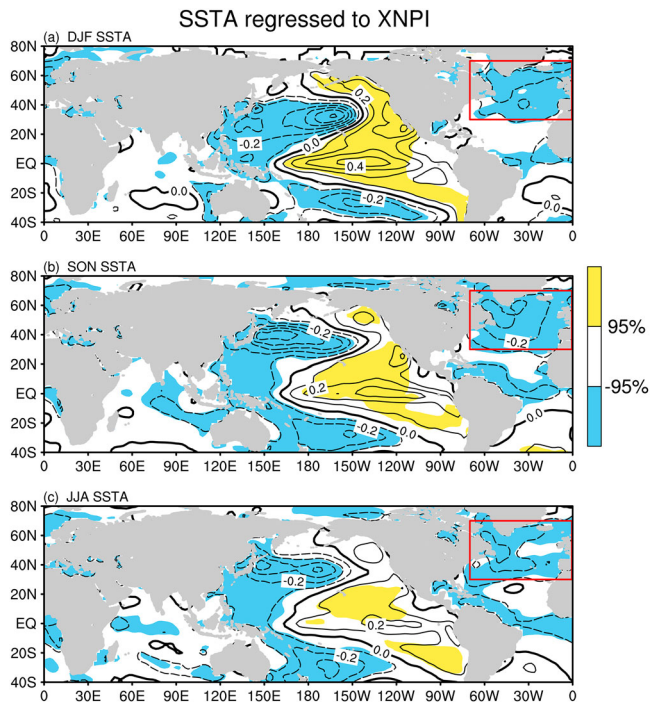 SSTA regressed to XNPI
(a) DJF SSTA
80N
60N
40N
20N
EQ
20S
40S
0.2
-0.2
0.0
0.4
0.0
-0.2
0.0
0 30E 60E 90E 120E 150E 180 150W 120W 90W 60W 30W 0
(b) SON SSTA
80N
60N
40N
20N
EQ
20S
40S
-0.2
-0.2
0.2
0.0
-0.2
0 30E 60E 90E 120E 150E 180 150W 120W 90W 60W 30W 0
95%
-95%
(c) JJA SSTA
80N
60N
40N
20N
EQ
20S
40S
-0.2
0.2
0.0
-0.2
0 30E 60E 90E 120E 150E 180 150W 120W 90W 60W 30W 0